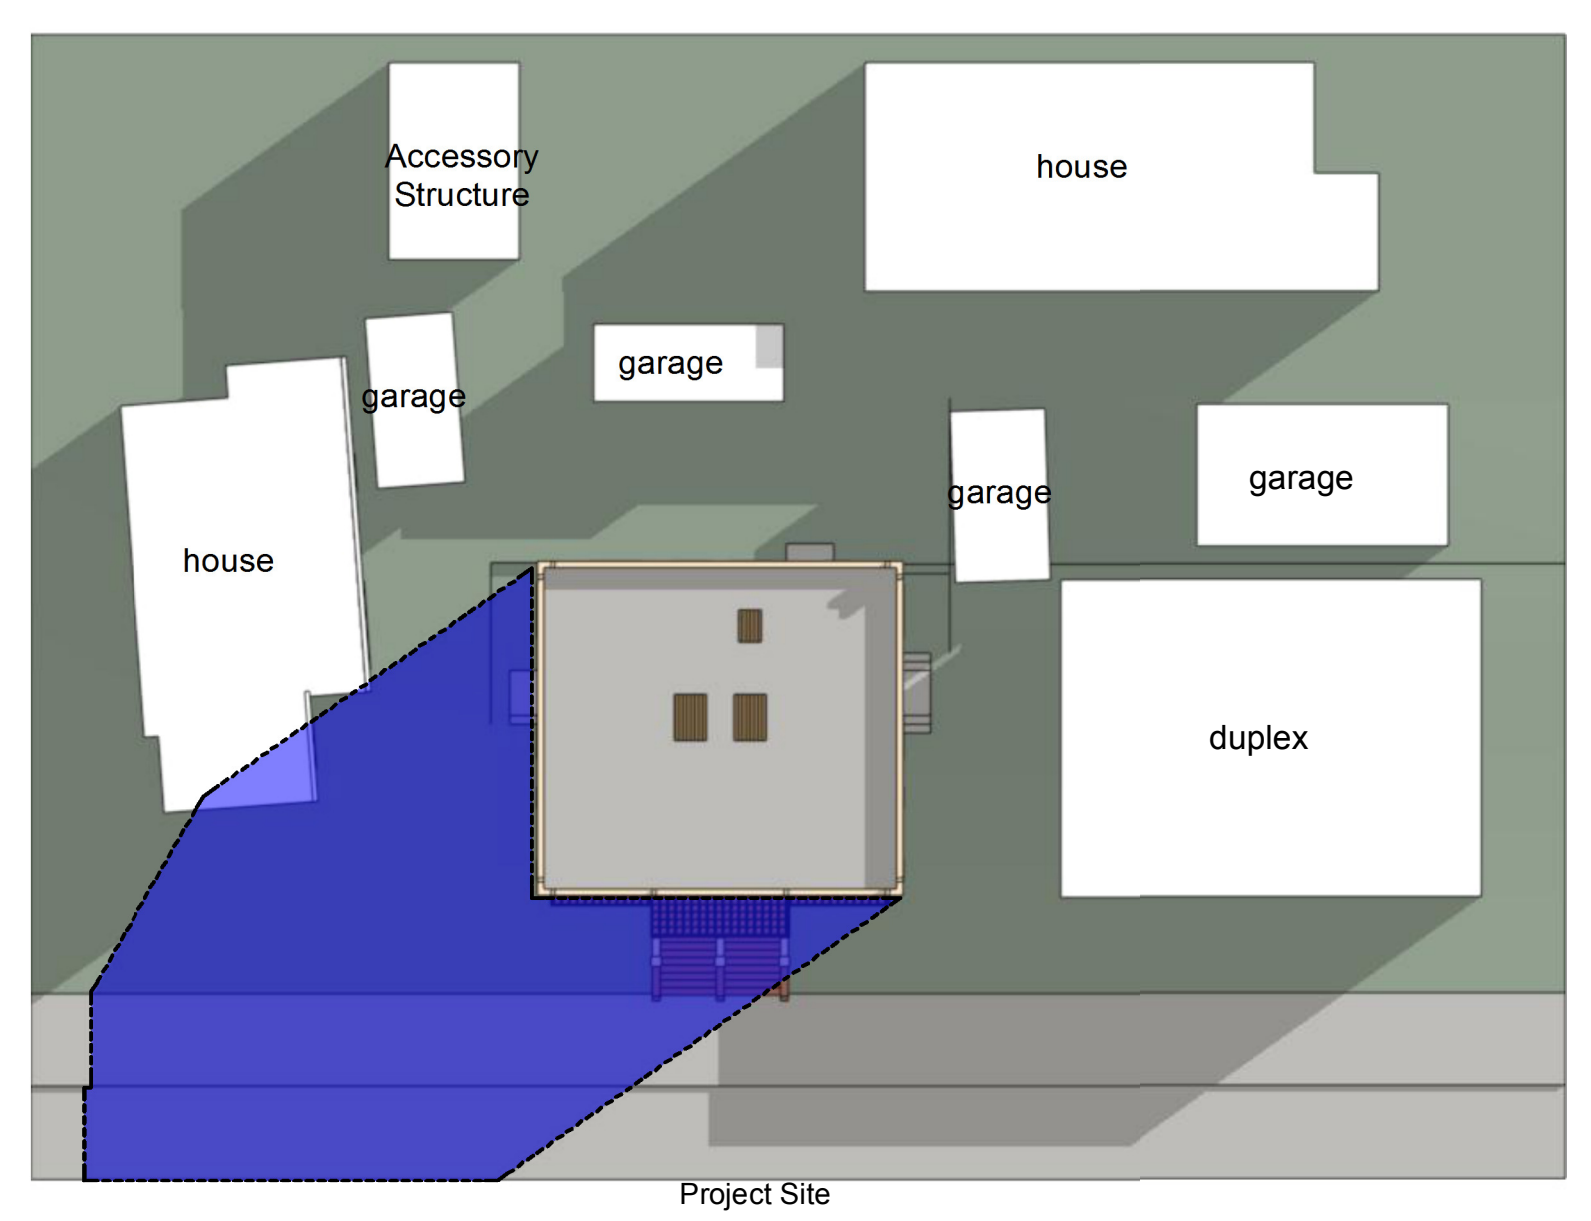 Accessory
Structure
house
garage
garage
garage
garage
house
duplex
Project Site